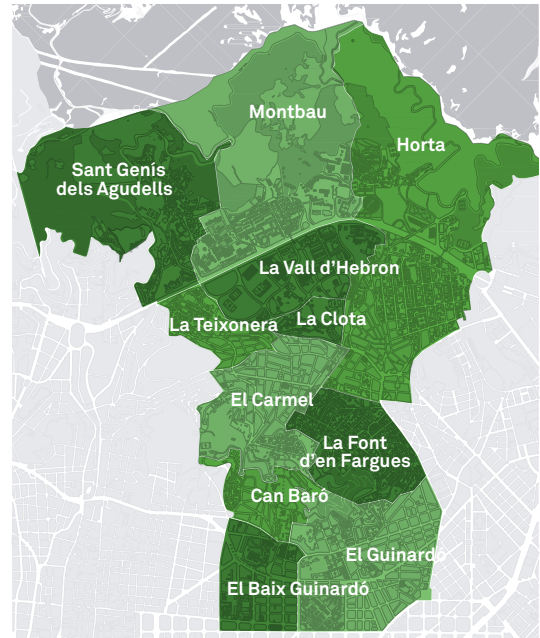 Montbau
Horta
Sant Genís
dels Agudells
La Vall d'Hebron
La Clota
La Teixonera
El Carmel
La Font
d'en Fargues
Can Baró
El Guinardó
El Baix Guinardó